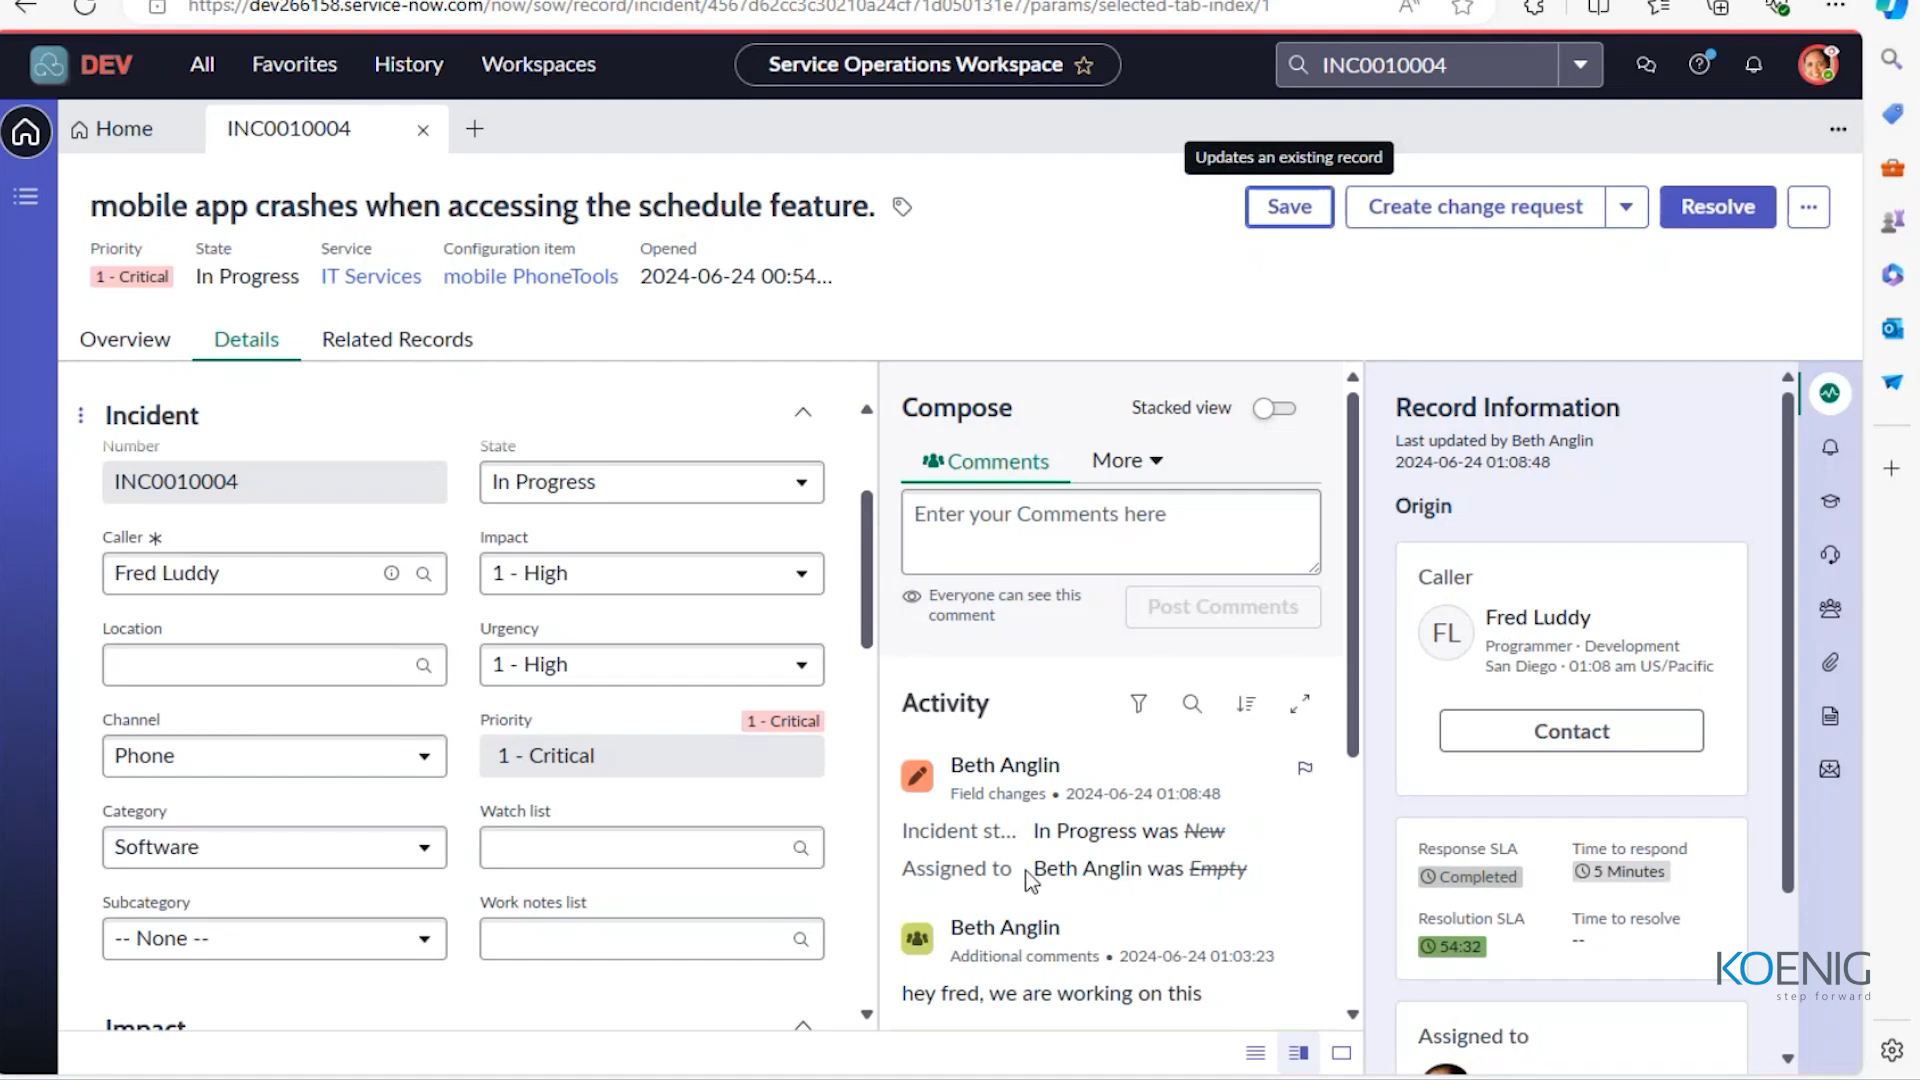 https://dev266158.service-now.com/now/sow/record/incident/4567d62cc3c30210a24cf71d050131e7/params/selected-tab-index/1
DEV
All
Favorites
History
Workspaces
Service Operations Workspace
INC0010004
Home
INC0010004
Updates an existing record
mobile app crashes when accessing the schedule feature.
Save
Create change request
Resolve
Priority
State
Service
Configuration item
Opened
1 - Critical
In Progress
IT Services
mobile PhoneTools
2024-06-24 00:54...
Overview
Details
Related Records
Incident
Number
INC0010004
State
In Progress
Caller
Fred Luddy
Impact
1 - High
Location
Urgency
1 - High
Channel
Phone
Priority
1 - Critical
1 - Critical
Category
Software
Watch list
Subcategory
-- None --
Work notes list
Impact
Compose
Stacked view
Comments
More
Enter your Comments here
Everyone can see this
comment
Post Comments
Activity
Beth Anglin
Field changes • 2024-06-24 01:08:48
Incident st... In Progress was New
Assigned to Beth Anglin was Empty
Beth Anglin
Additional comments • 2024-06-24 01:03:23
hey fred, we are working on this
Record Information
Last updated by Beth Anglin
2024-06-24 01:08:48
Origin
Caller
FL
Fred Luddy
Programmer · Development
San Diego · 01:08 am US/Pacific
Contact
Response SLA
Completed
Time to respond
5 Minutes
Resolution SLA
54:32
Time to resolve
--
Assigned to
KOENIG
step forward